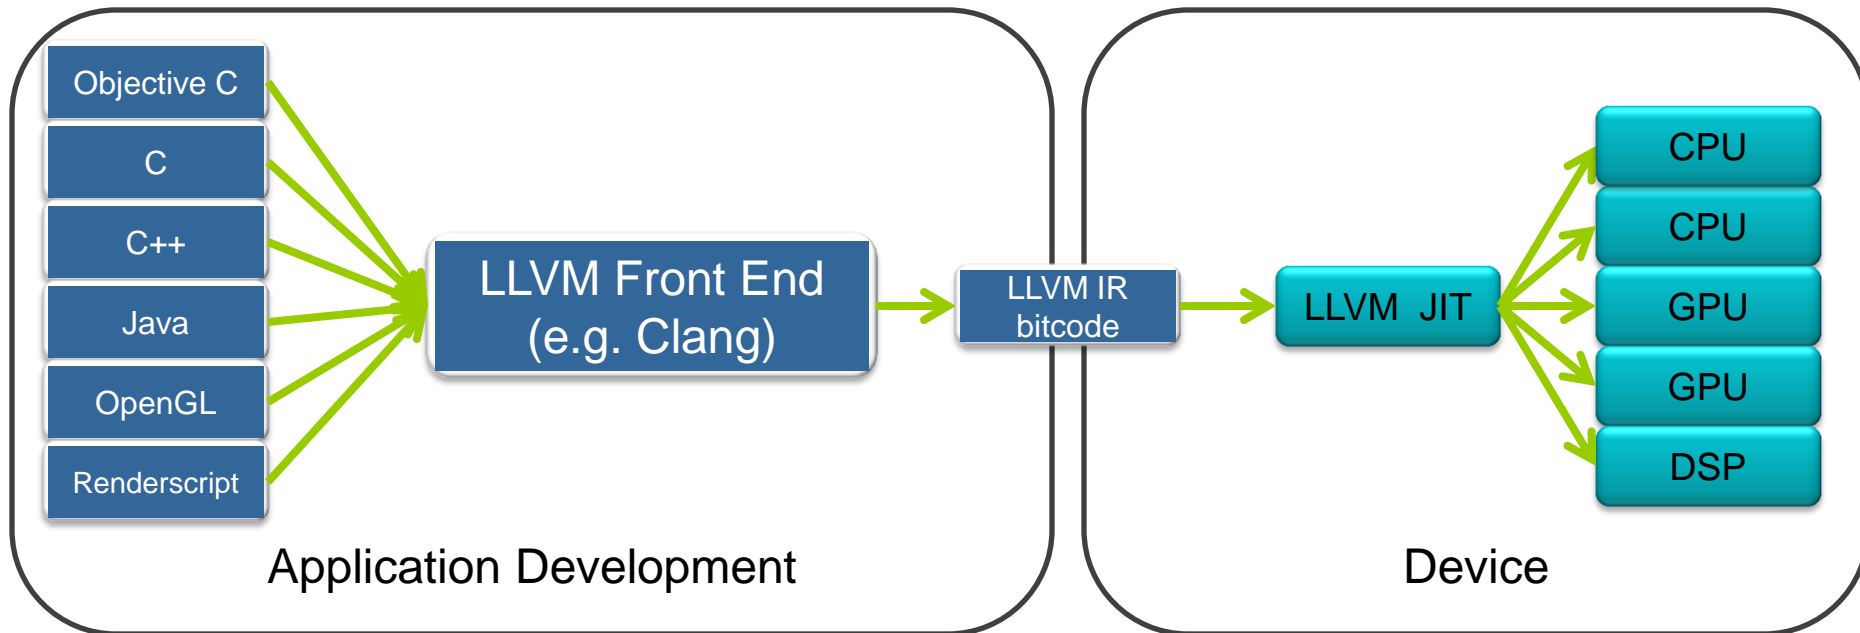 Objective C
C
C++
Java
OpenGL
Renderscript
LLVM Front End
(e.g. Clang)
LLVM IR
bitcode
Application Development
LLVM JIT
CPU
CPU
GPU
GPU
DSP
Device